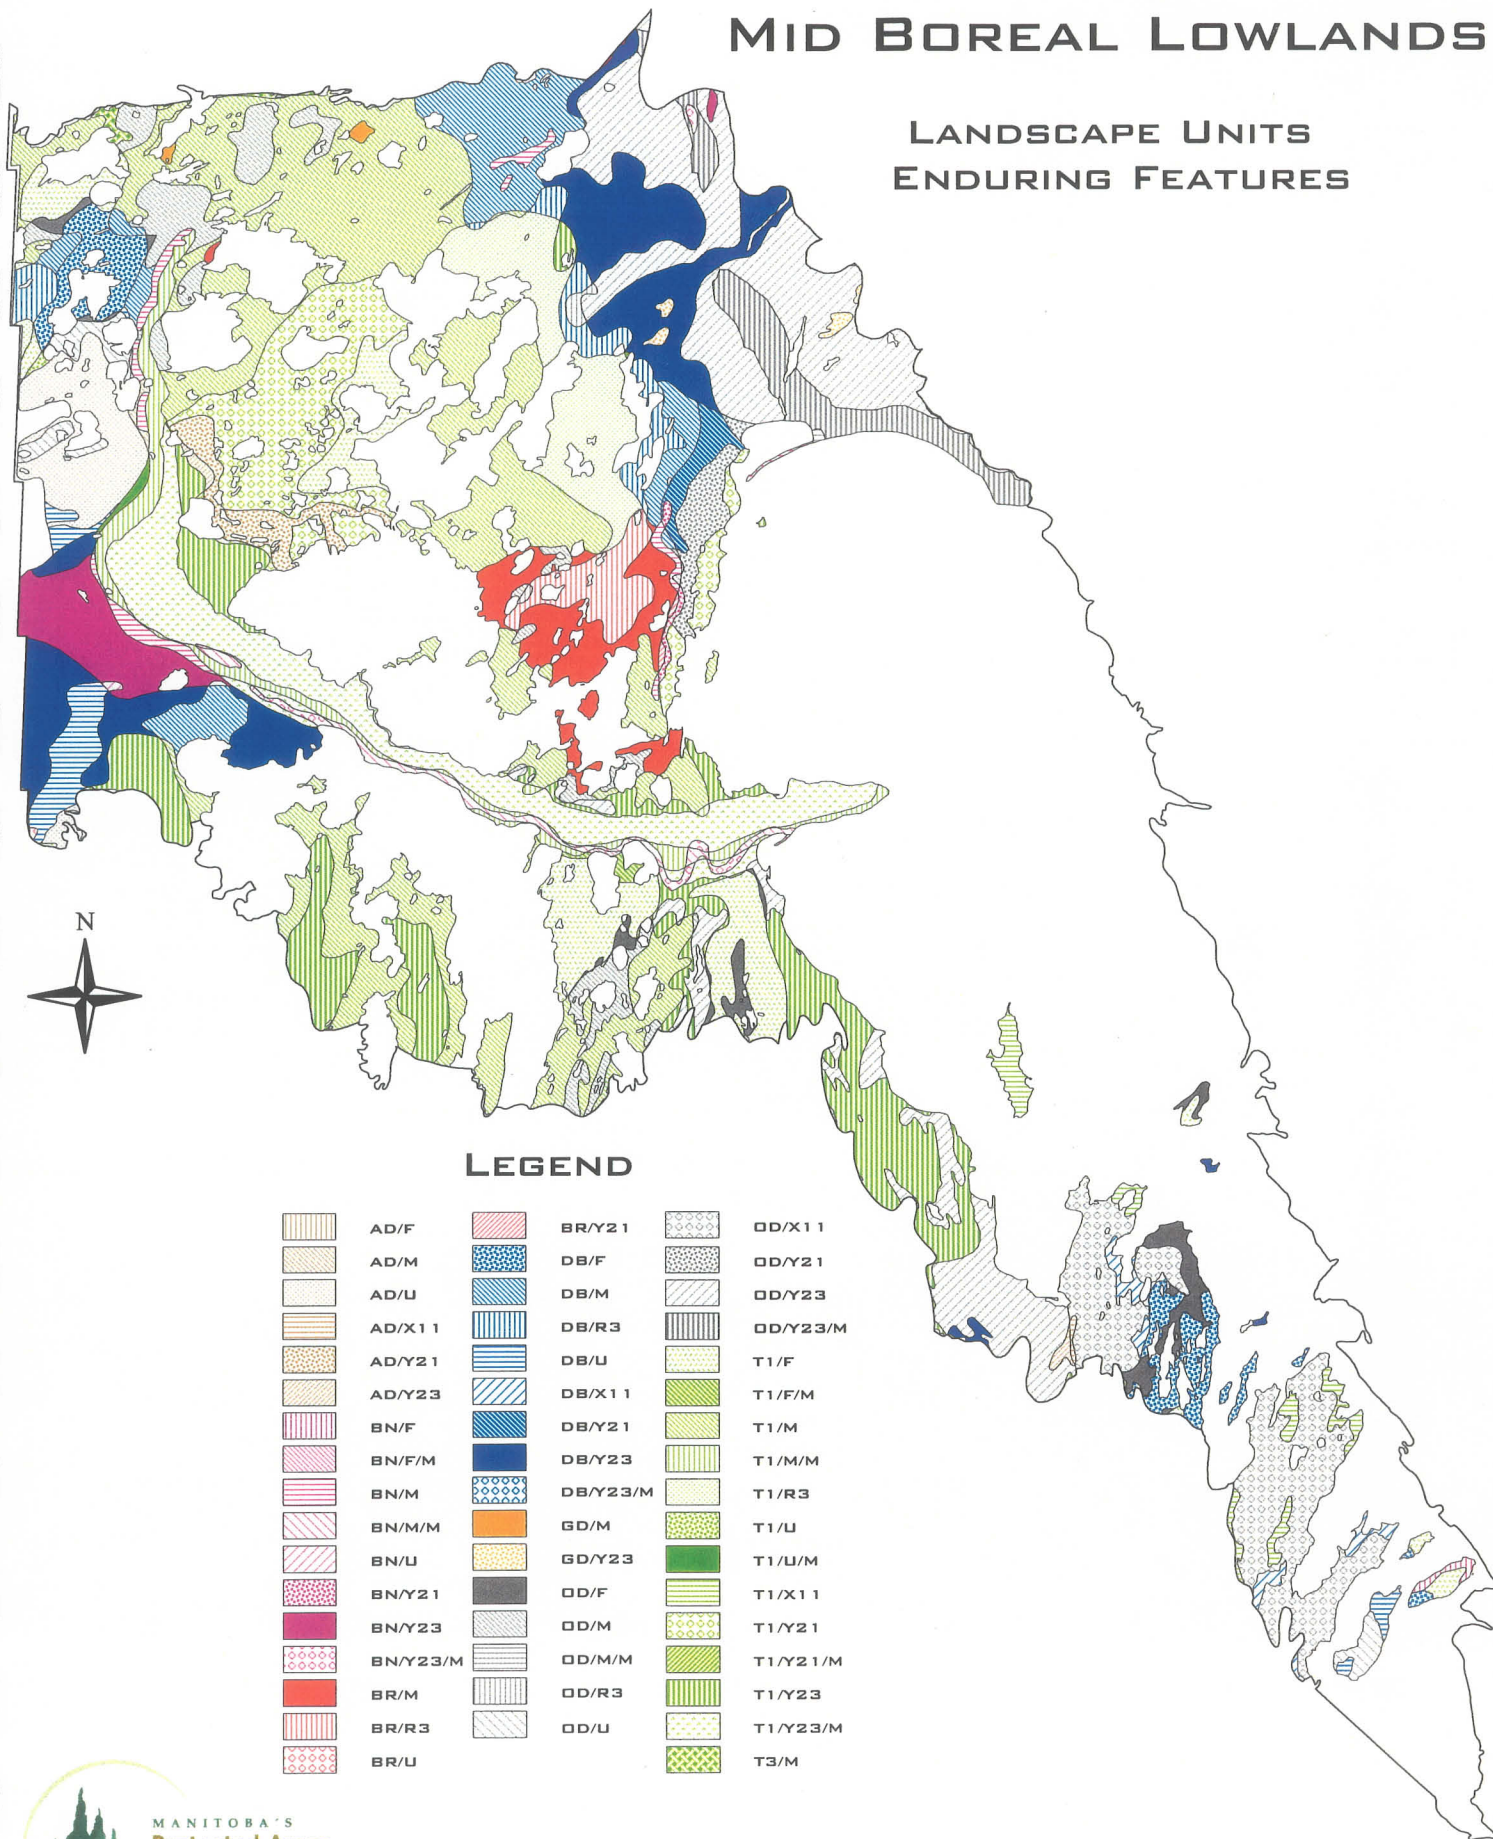 MID BOREAL LOWLANDS
LANDSCAPE UNITS
ENDURING FEATURES
N
LEGEND
AD/F
AD/M
AD/U
AD/X11
AD/Y21
AD/Y23
BN/F
BN/F/M
BN/M
BN/M/M
BN/U
BN/Y21
BN/Y23
BN/Y23/M
BR/M
BR/R3
BR/U
BR/Y21
DB/F
DB/M
DB/R3
DB/U
DB/X11
DB/Y21
DB/Y23
DB/Y23/M
GD/M
GD/Y23
OD/F
OD/M
OD/M/M
OD/R3
OD/U
OD/X11
OD/Y21
OD/Y23
OD/Y23/M
T1/F
T1/F/M
T1/M
T1/M/M
T1/R3
T1/U
T1/U/M
T1/X11
T1/Y21
T1/Y21/M
T1/Y23
T1/Y23/M
T3/M
MANITOBA'S